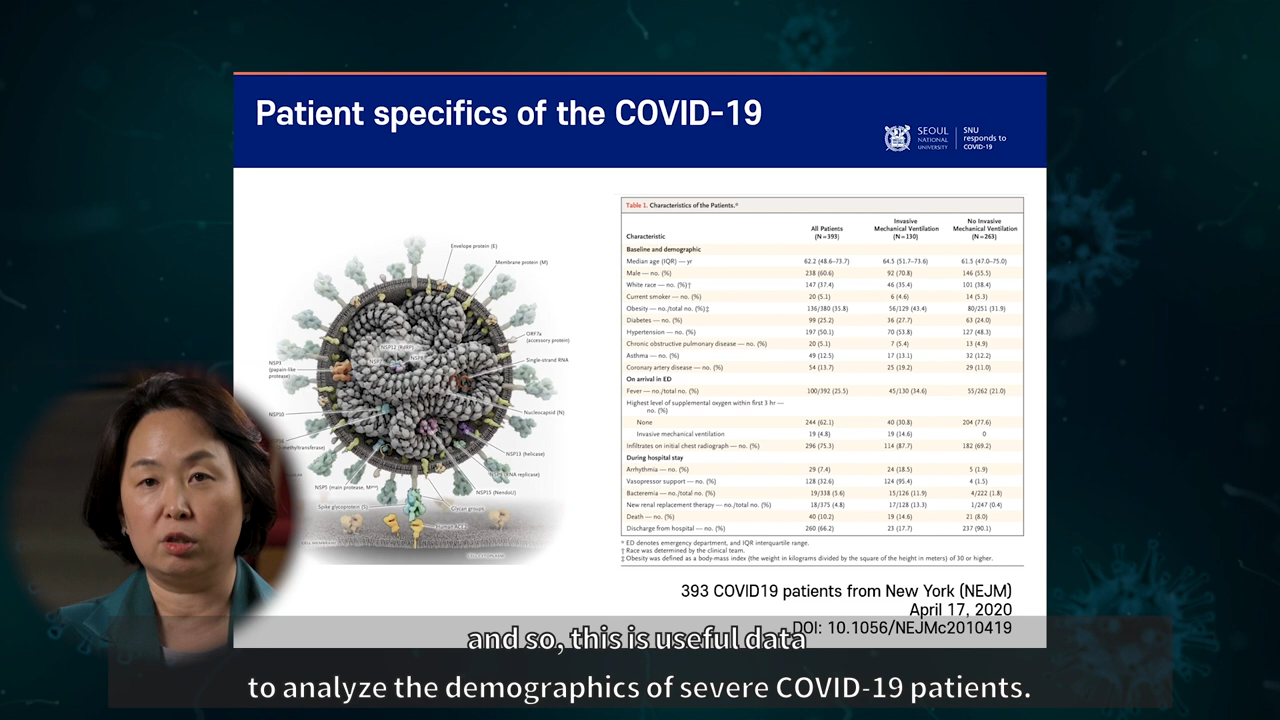 Patient specifics of the COVID-19
SEOUL
NATIONAL
UNIVERSITY
SNU
responds to
COVID-19
Envelope protein (E)
Membrane protein (M)
ORF7a
(accessory protein)
Single-strand RNA
NSP12 (RdRP)
NSP3
(papain-like
protease)
NSP10
Nucleocapsid (N)
NSP13 (helicase)
NSP15 (NendoU)
Spike glycoprotein (S)
Glycan groups
Human ACE2
Table 1. Characteristics of the Patients.*
Characteristic All Patients (N=393) Invasive Mechanical Ventilation (N=130) No Invasive Mechanical Ventilation (N=263)
Baseline and demographic
Median age (IQR) — yr 62.2 (48.6–73.7) 64.5 (51.7–73.6) 61.5 (47.0–75.0)
Male — no. (%) 238 (60.6) 92 (70.8) 146 (55.5)
White race — no. (%)† 147 (37.4) 46 (35.4) 101 (38.4)
Current smoker — no. (%) 20 (5.1) 6 (4.6) 14 (5.3)
Obesity — no./total no. (%)‡ 136/380 (35.8) 56/129 (43.4) 80/251 (31.9)
Diabetes — no. (%) 99 (25.2) 36 (27.7) 63 (24.0)
Hypertension — no. (%) 197 (50.1) 70 (53.8) 127 (48.3)
Chronic obstructive pulmonary disease — no. (%) 20 (5.1) 7 (5.4) 13 (4.9)
Asthma — no. (%) 49 (12.5) 17 (13.1) 32 (12.2)
Coronary artery disease — no. (%) 54 (13.7) 25 (19.2) 29 (11.0)
On arrival in ED
Fever — no./total no. (%) 100/392 (25.5) 45/130 (34.6) 55/262 (21.0)
Highest level of supplemental oxygen within first 3 hr —
no. (%)
None 244 (62.1) 40 (30.8) 204 (77.6)
Invasive mechanical ventilation 19 (4.8) 19 (14.6) 0
Infiltrates on initial chest radiograph — no. (%) 296 (75.3) 114 (87.7) 182 (69.2)
During hospital stay
Arrhythmia — no. (%) 29 (7.4) 24 (18.5) 5 (1.9)
Vasopressor support — no. (%) 128 (32.6) 124 (95.4) 4 (1.5)
Bacteremia — no./total no. (%) 19/338 (5.6) 15/126 (11.9) 4/222 (1.8)
New renal replacement therapy — no./total no. (%) 18/375 (4.8) 17/128 (13.3) 1/247 (0.4)
Death — no. (%) 40 (10.2) 19 (14.6) 21 (8.0)
Discharge from hospital — no. (%) 260 (66.2) 23 (17.7) 237 (90.1)
* ED denotes emergency department, and IQR interquartile range.
† Race was determined by the clinical team.
‡ Obesity was defined as a body-mass index (the weight in kilograms divided by the square of the height in meters) of 30 or higher.
393 COVID19 patients from New York (NEJM)
April 17, 2020
DOI: 10.1056/NEJMc2010419
and so, this is useful data
to analyze the demographics of severe COVID-19 patients.